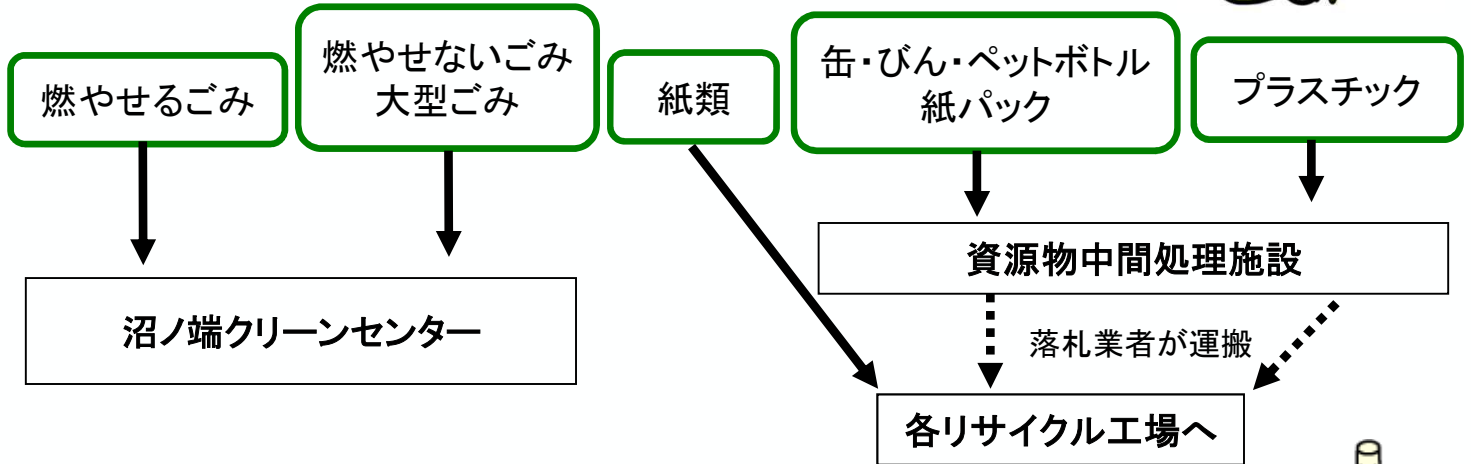 燃やせるごみ
燃やせないごみ
大型ごみ
紙類
缶・びん・ペットボトル
紙パック
プラスチック
資源物中間処理施設
沼ノ端クリーンセンター
落札業者が運搬
各リサイクル工場へ